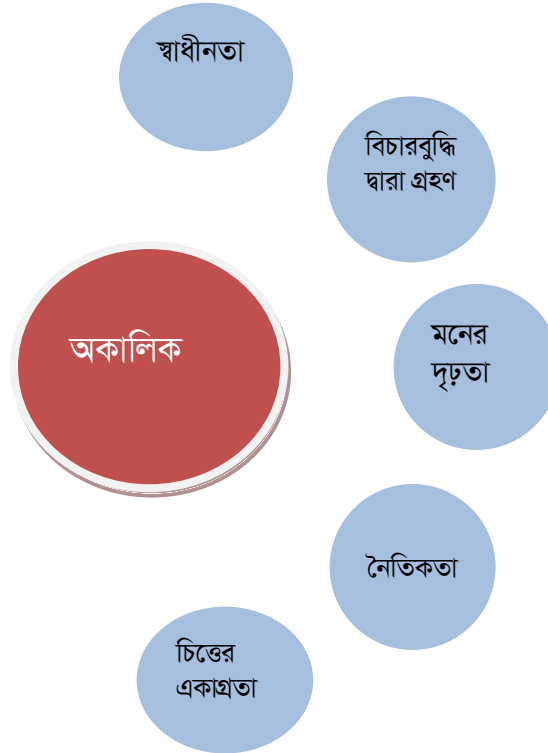 স্বাধীনতা
বিচারবুদ্ধি
দ্বারা গ্রহণ
অকালিক
মনের
দৃঢ়তা
নৈতিকতা
চিত্তের
একাগ্রতা